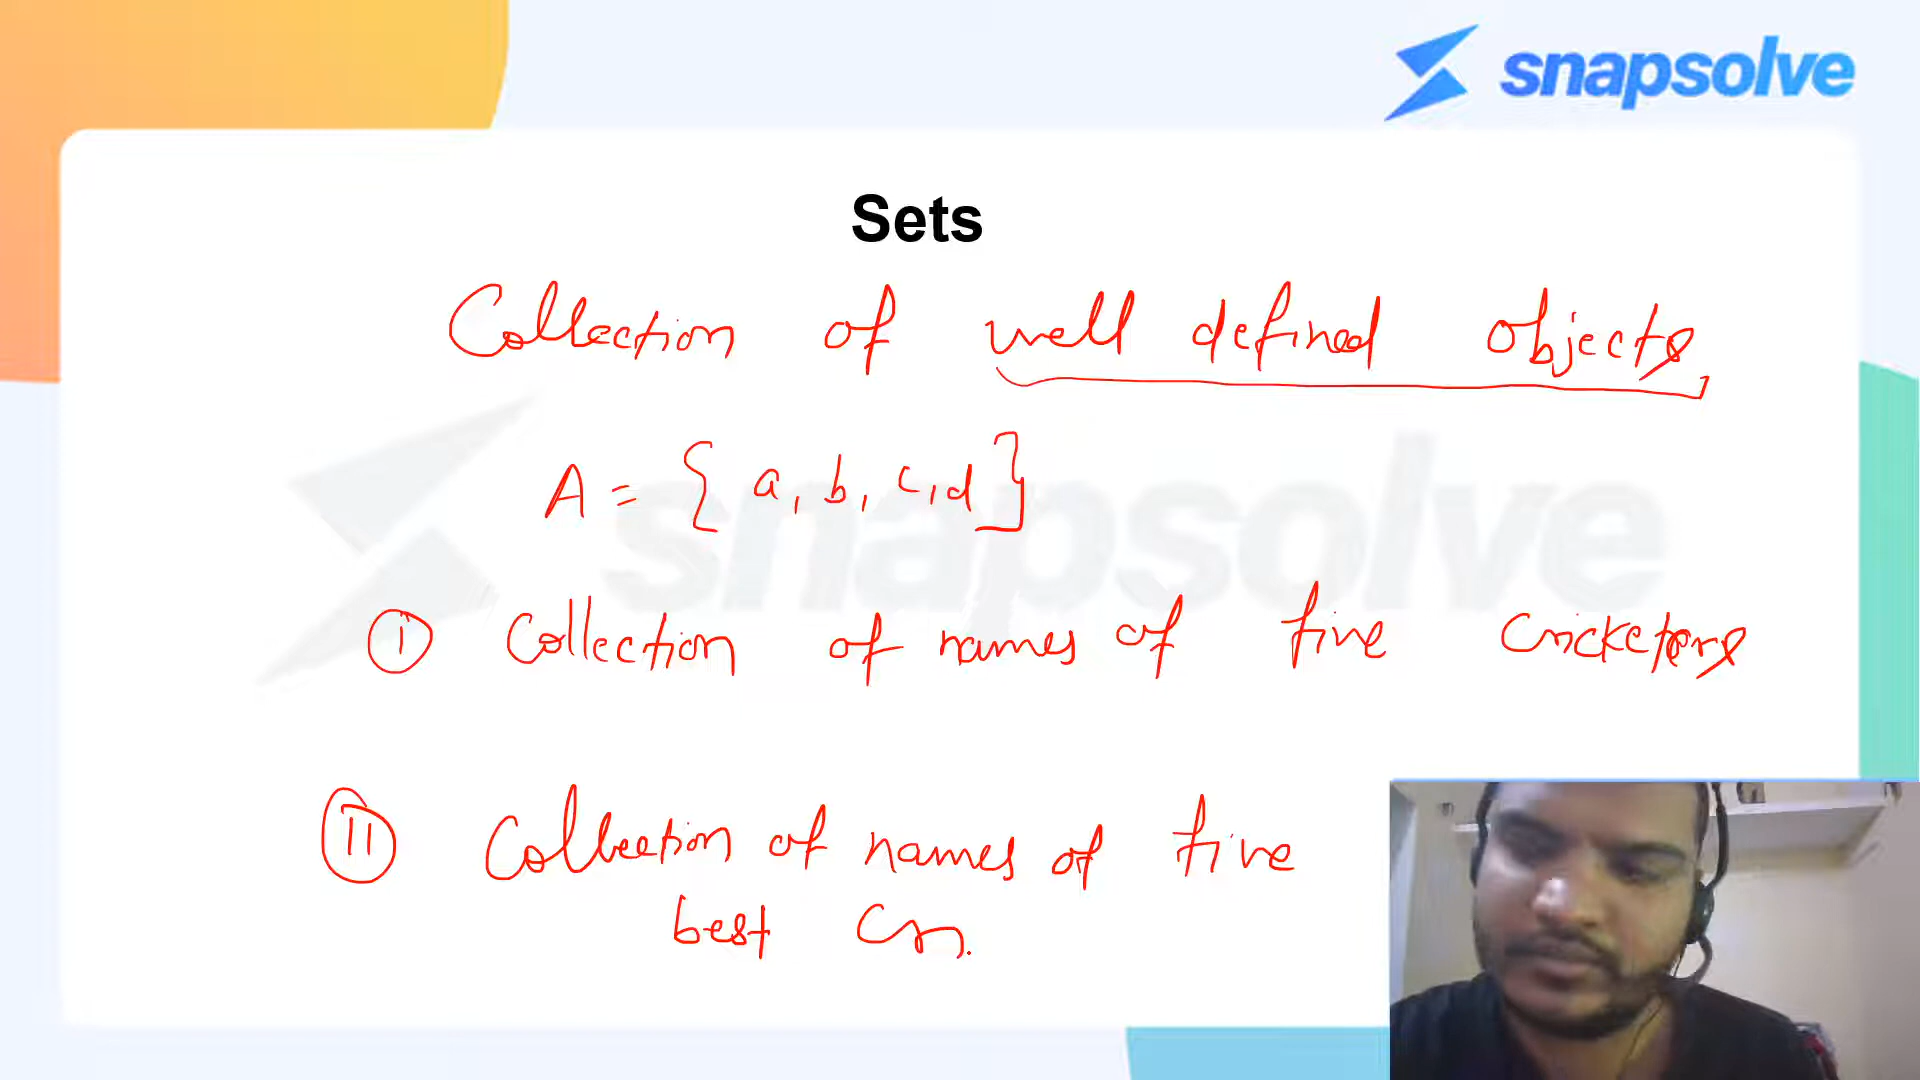 snapsolve
Sets
Collection of well defined objects
A = { a, b, c, d }
i Collection of names of five cricketers
II Collection of names of five
best